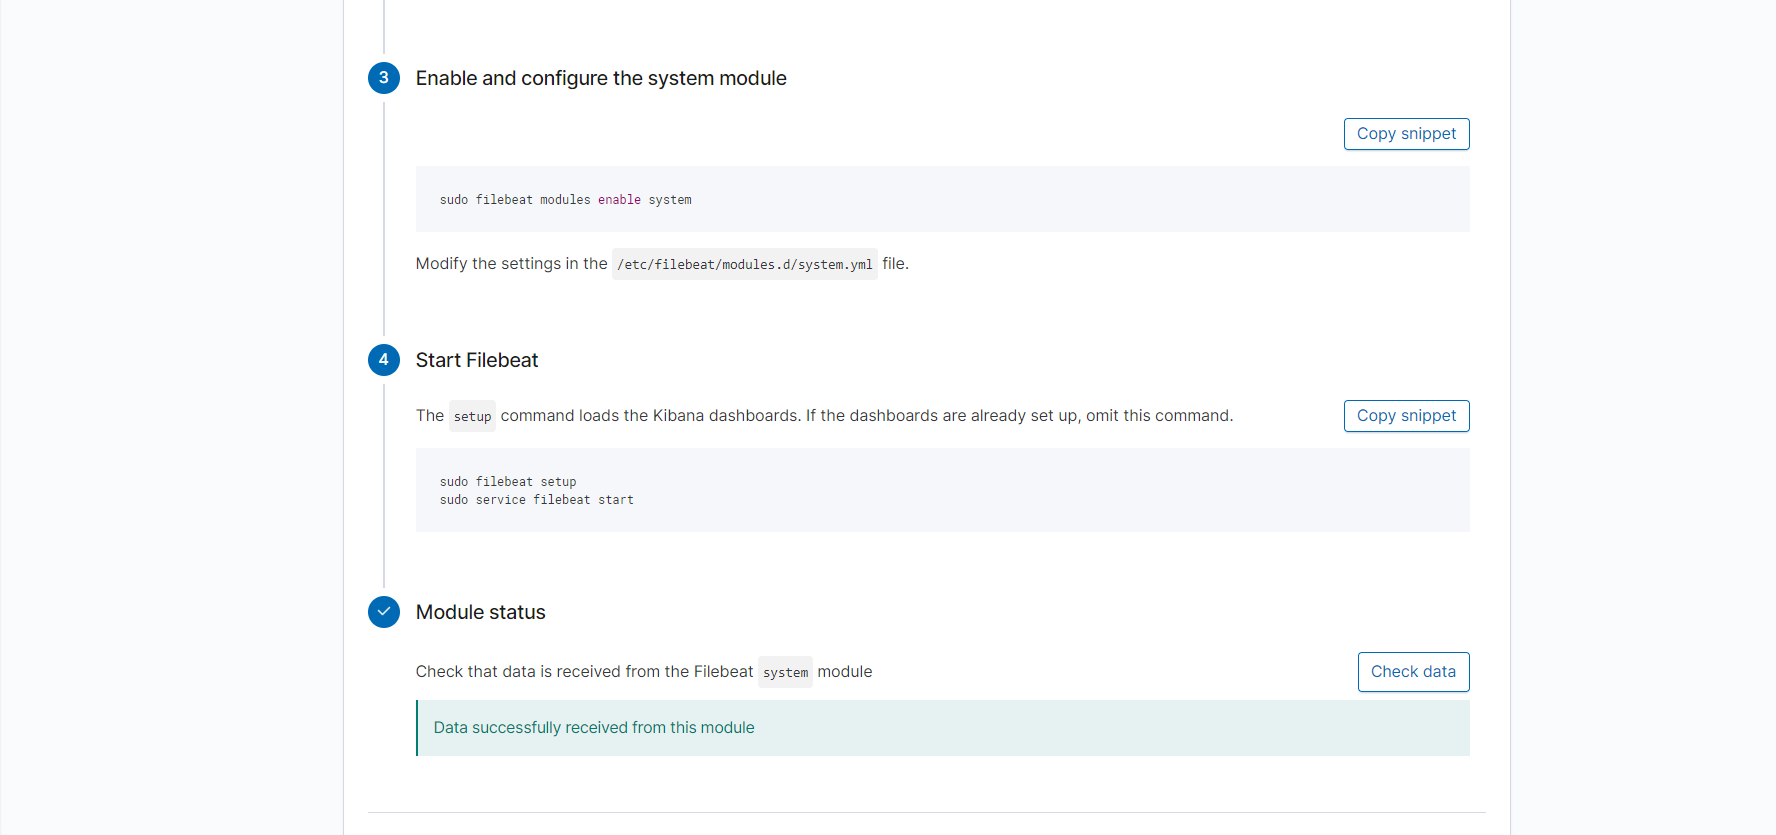 3 Enable and configure the system module
Copy snippet
sudo filebeat modules enable system
Modify the settings in the /etc/filebeat/modules.d/system.yml file.
4 Start Filebeat
The setup command loads the Kibana dashboards. If the dashboards are already set up, omit this command.
Copy snippet
sudo filebeat setup
sudo service filebeat start
Module status
Check that data is received from the Filebeat system module
Check data
Data successfully received from this module